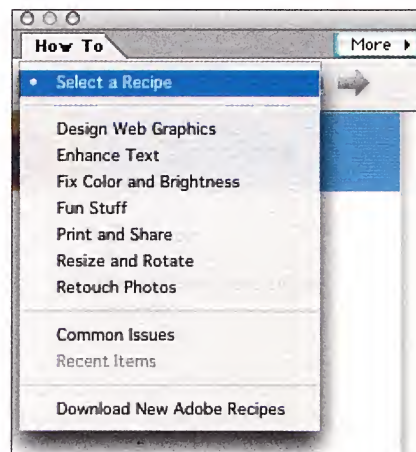 How To
More
Select a Recipe
Design Web Graphics
Enhance Text
Fix Color and Brightness
Fun Stuff
Print and Share
Resize and Rotate
Retouch Photos
Common Issues
Recent Items
Download New Adobe Recipes